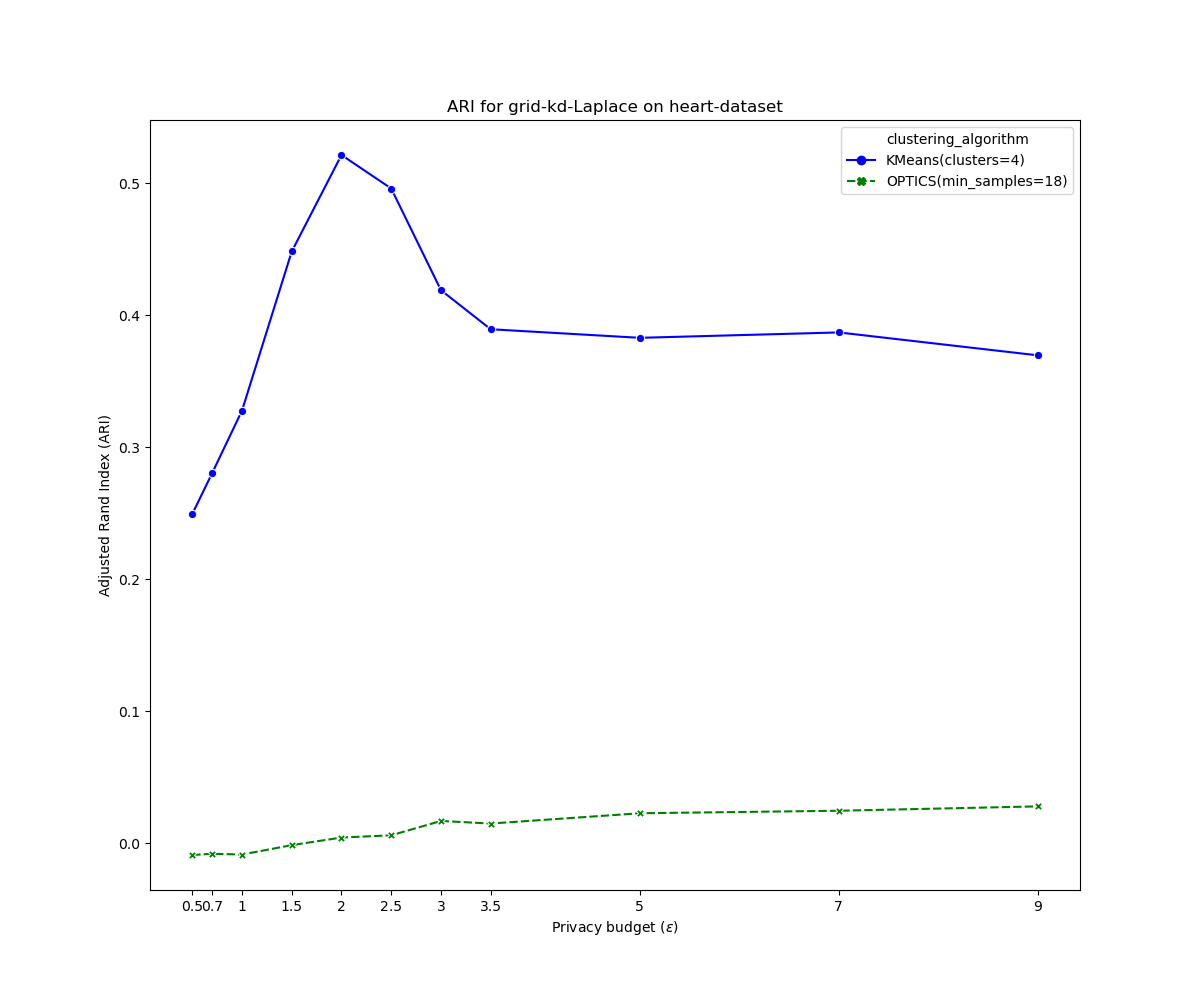 ARI for grid-kd-Laplace on heart-dataset
clustering_algorithm
KMeans(clusters=4)
OPTICS(min_samples=18)
Adjusted Rand Index (ARI)
0.5
0.4
0.3
0.2
0.1
0.0
0.5 0.7 1 1.5 2 2.5 3 3.5 5 7 9
Privacy budget (ε)